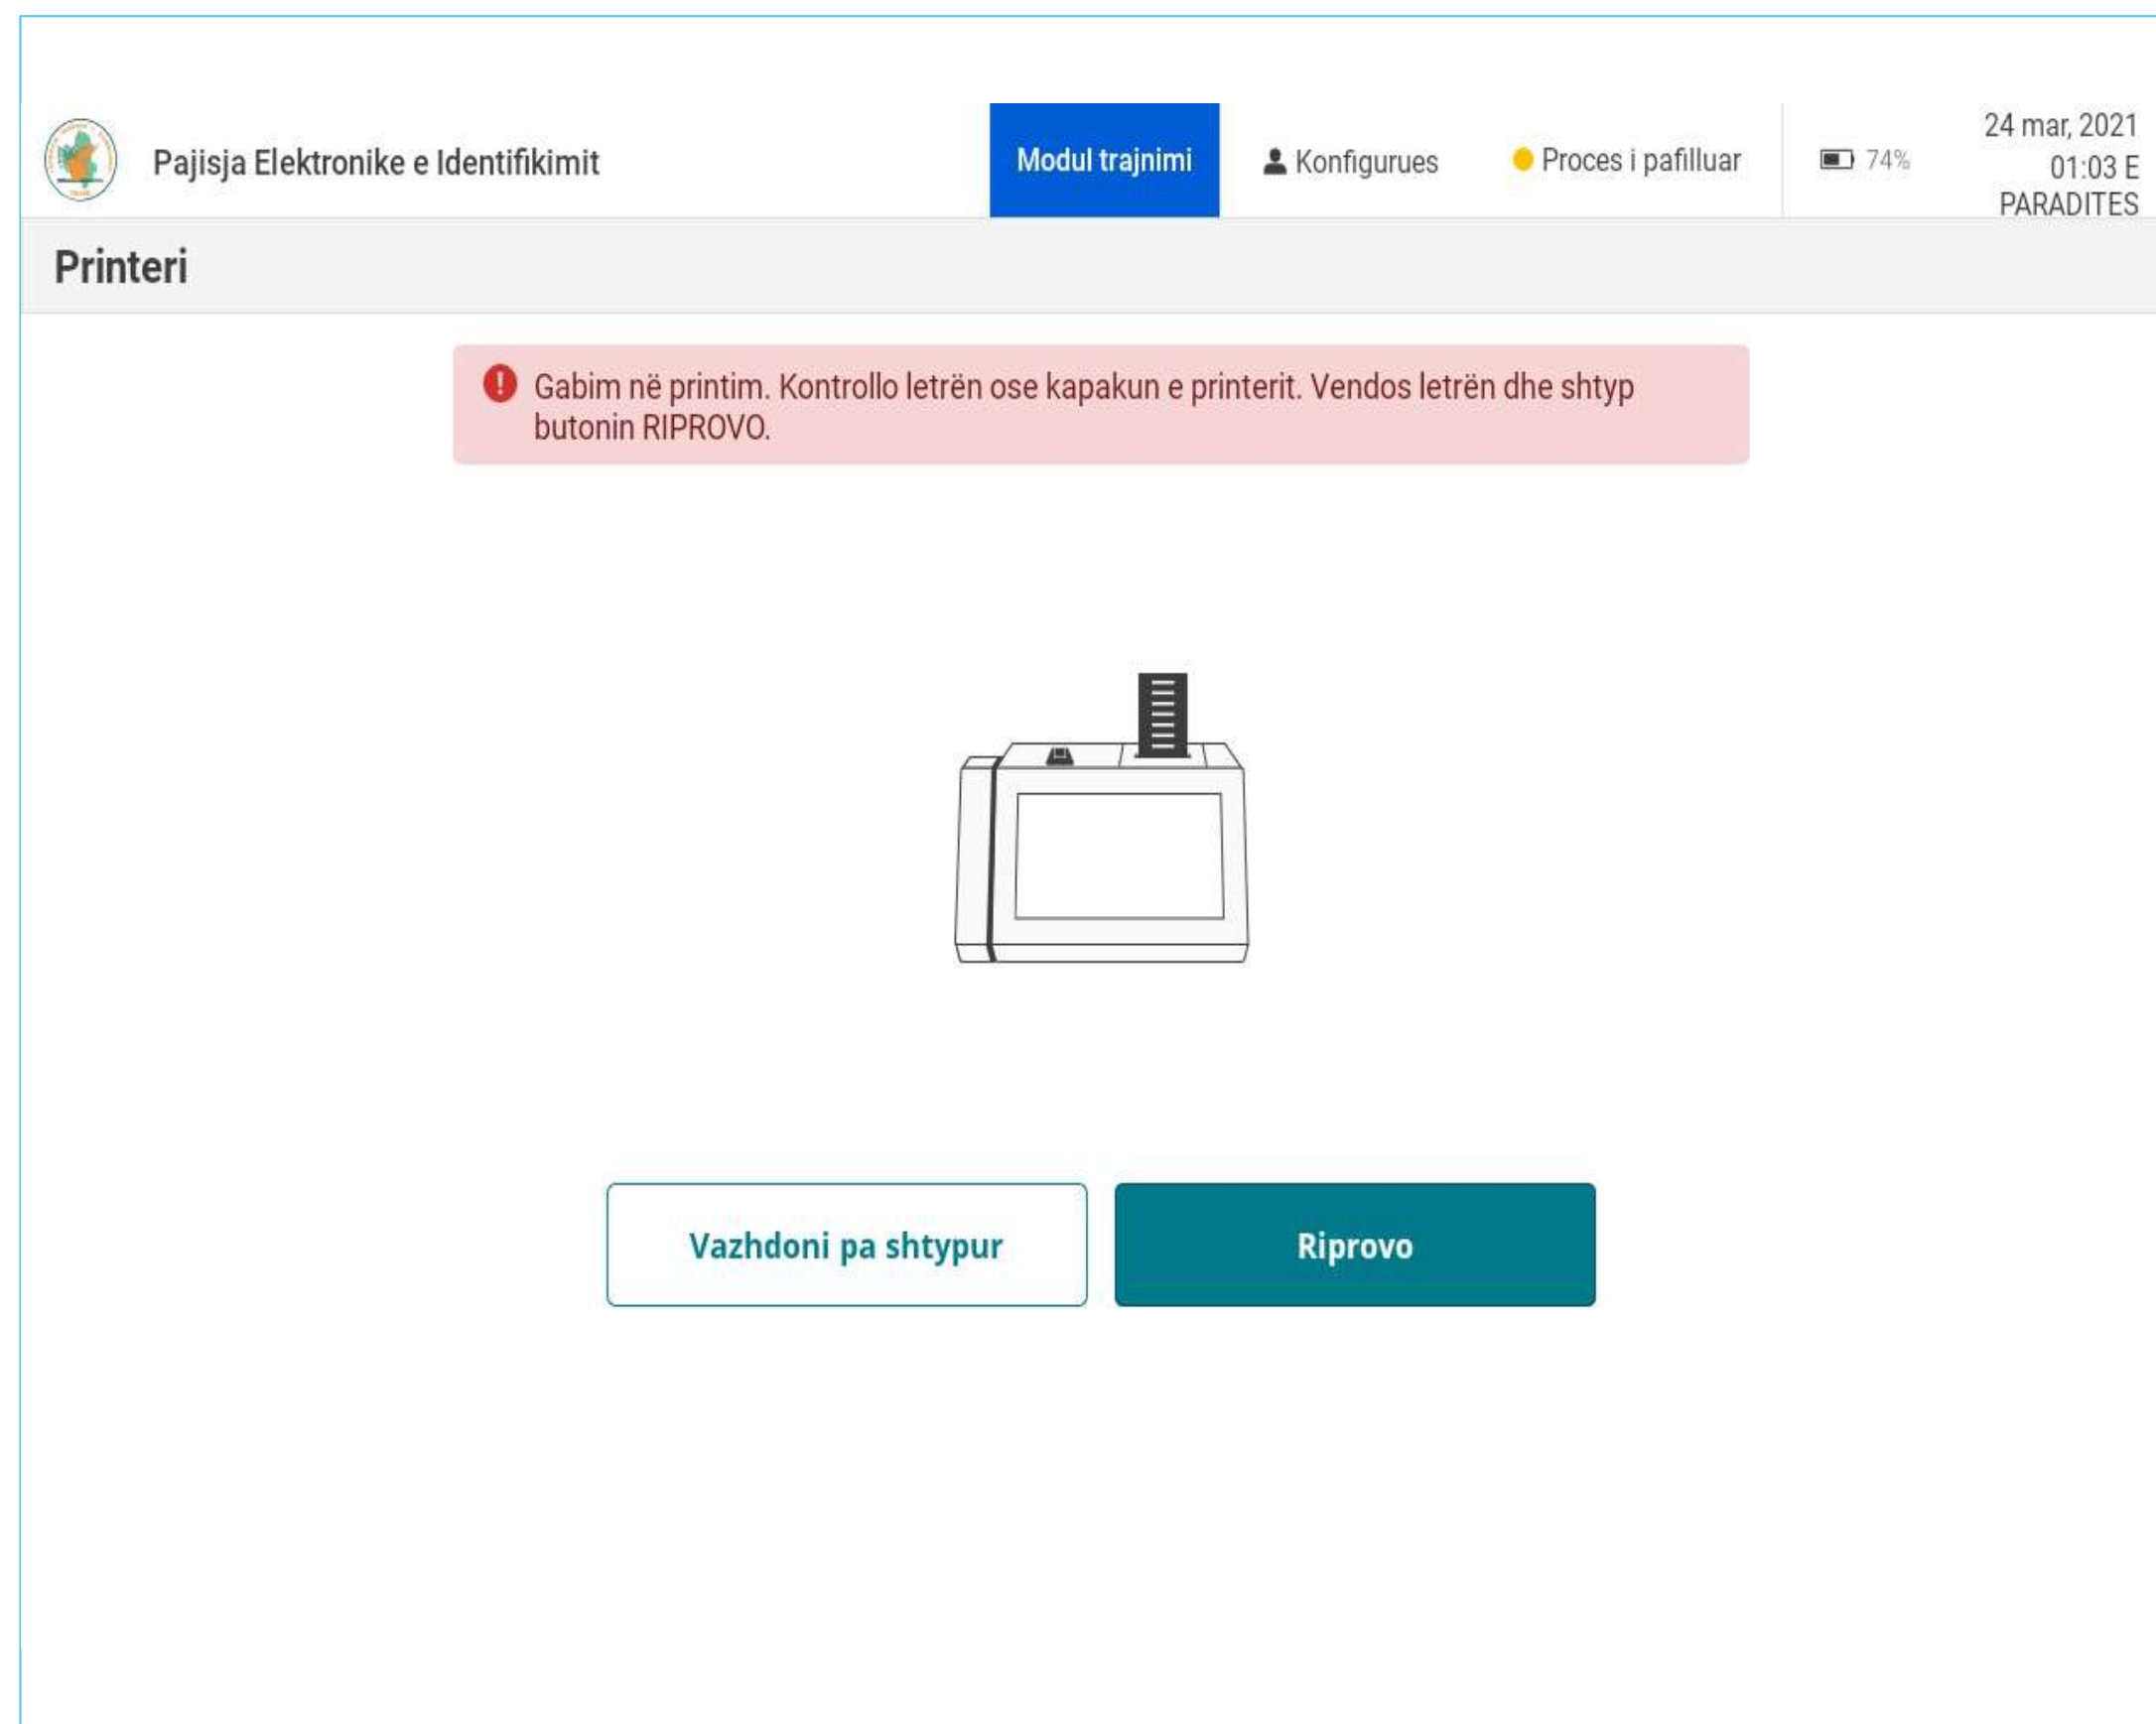 Pajisja Elektronike e Identifikimit
Modul trajnimi
Konfigurues
Proces i pafilluar
74%
24 mar, 2021
01:03 E
PARADITES
Printeri
Gabim në printim. Kontrollo letrën ose kapakun e printerit. Vendos letrën dhe shtyp
butonin RIPROVO.
Vazhdoni pa shtypur
Riprovo